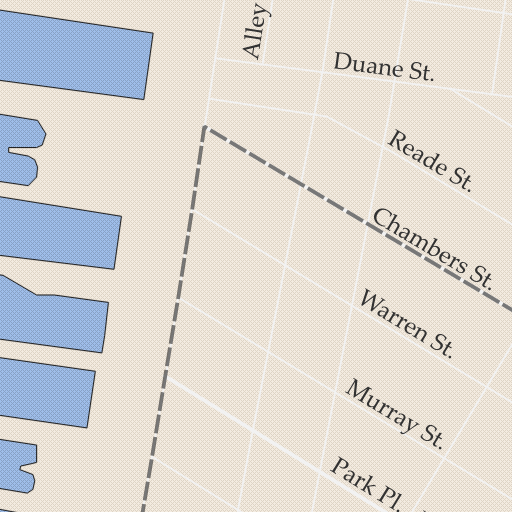 Alley
Duane St.
Reade St.
Chambers St.
Warren St.
Murray St.
Park Pl.